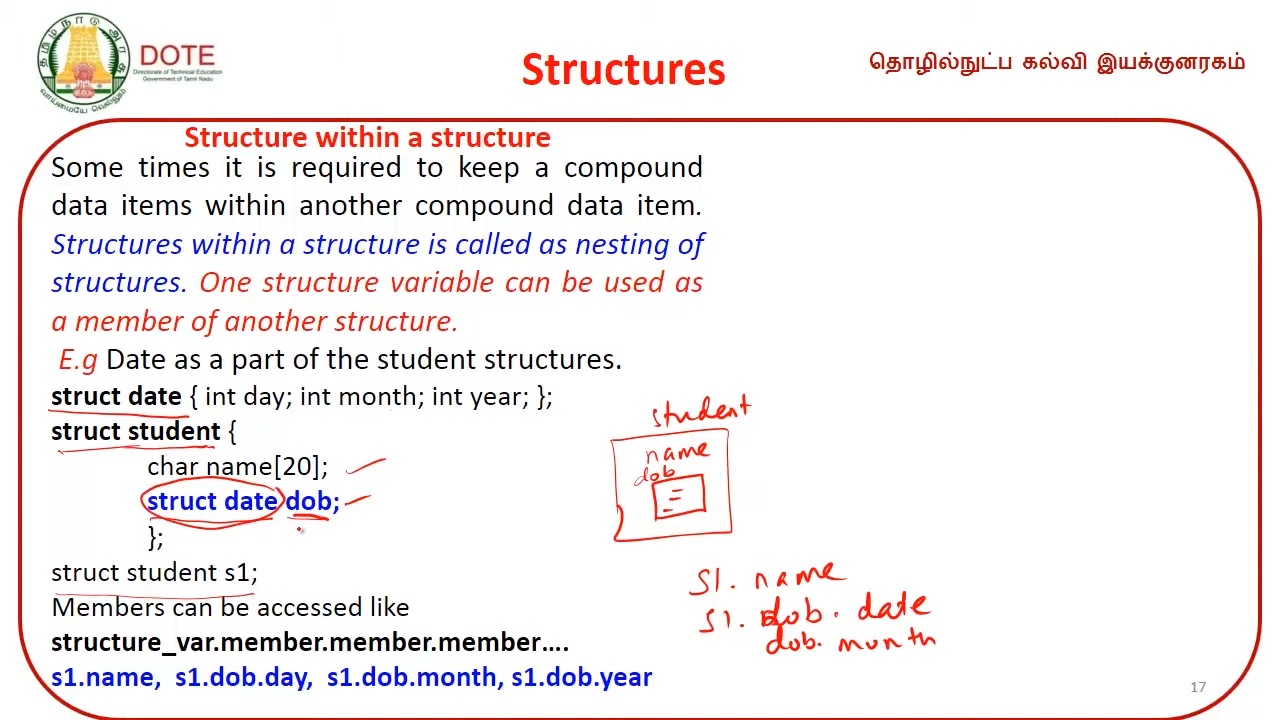 தமிழ்நாடு அரசு
வாய்மையே வெல்லும்
DOTE
Directorate of Technical Education
Government of Tamil Nadu
Structures
தொழில்நுட்ப கல்வி இயக்குனரகம்
Structure within a structure
Some times it is required to keep a compound
data items within another compound data item.
Structures within a structure is called as nesting of
structures. One structure variable can be used as
a member of another structure.
E.g Date as a part of the student structures.
struct date { int day; int month; int year; };
struct student {
char name[20];
struct date dob;
};
struct student s1;
Members can be accessed like
structure_var.member.member.member....
s1.name, s1.dob.day, s1.dob.month, s1.dob.year
student
name
dob
S1. name
S1. dob. date
dob. month
17